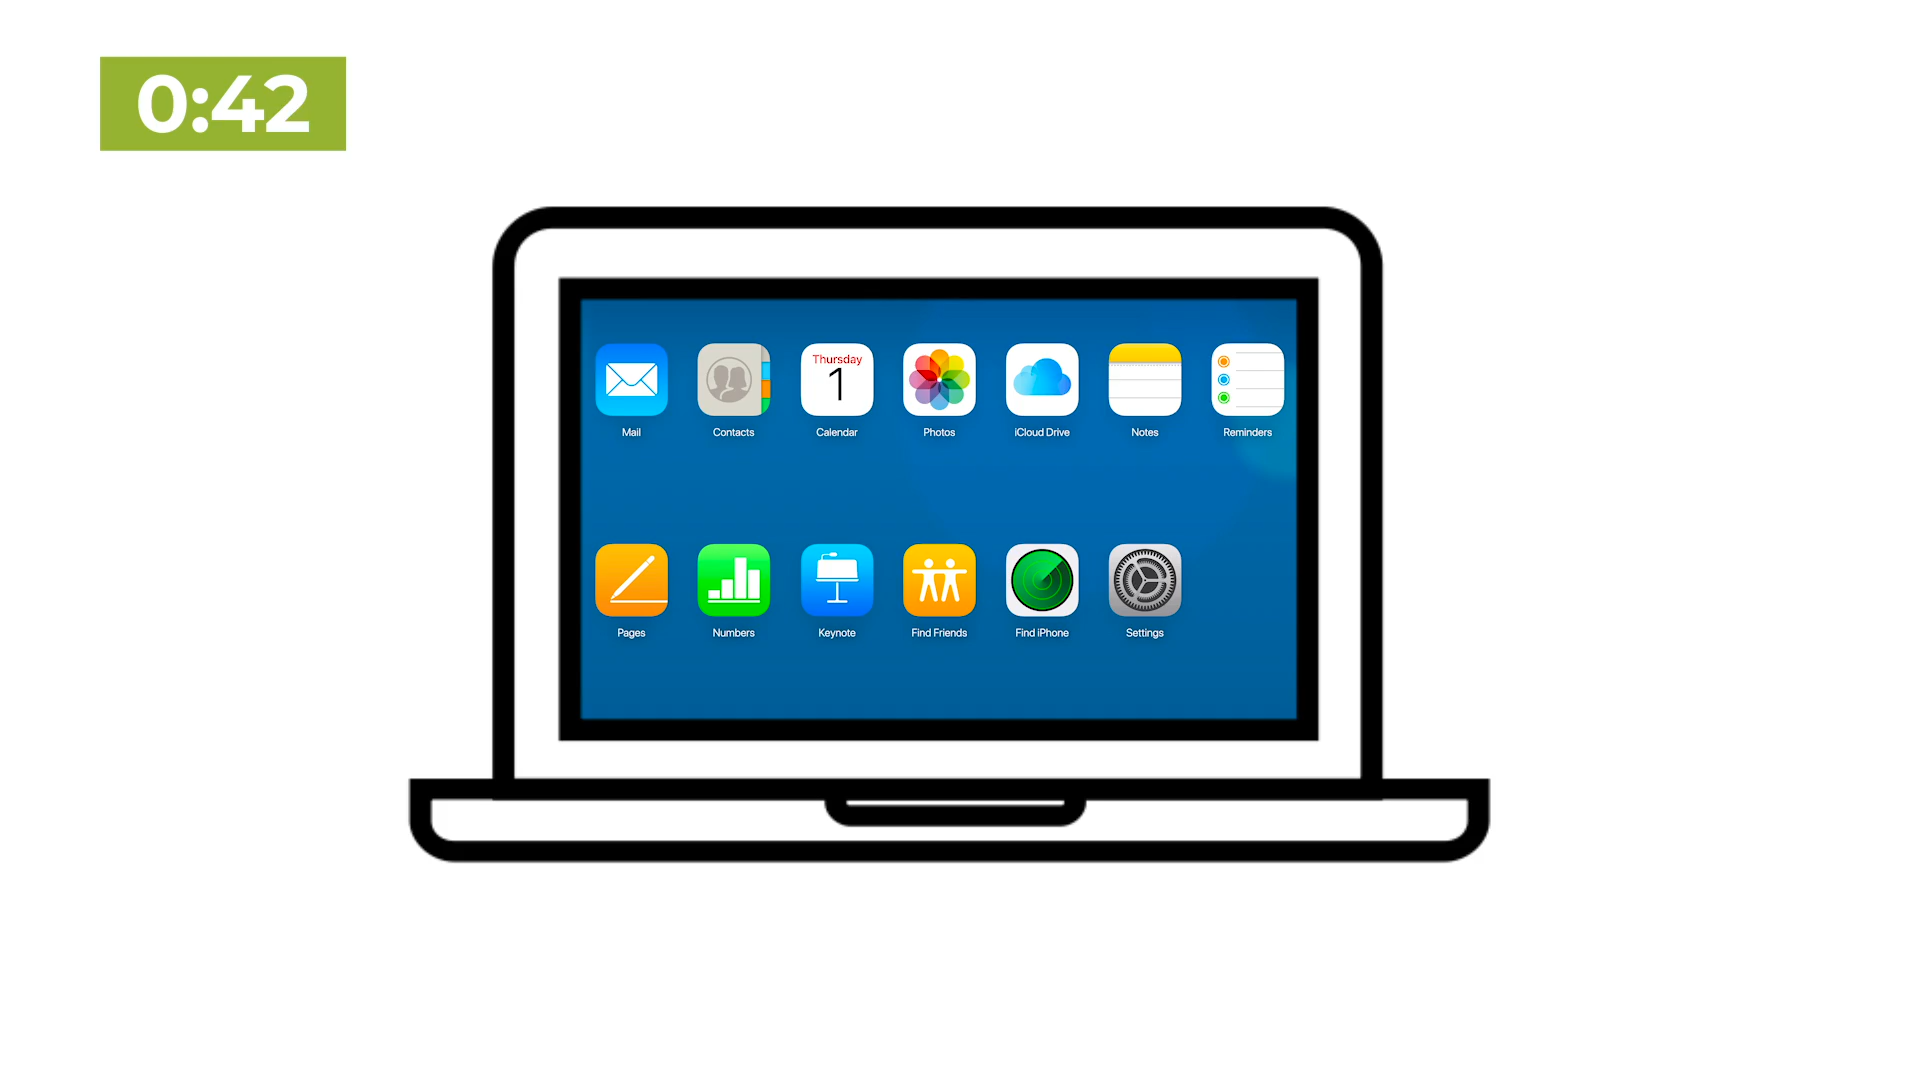 0:42
Thursday
1
Mail Contacts Calendar Photos iCloud Drive Notes Reminders
Pages Numbers Keynote Find Friends Find iPhone Settings